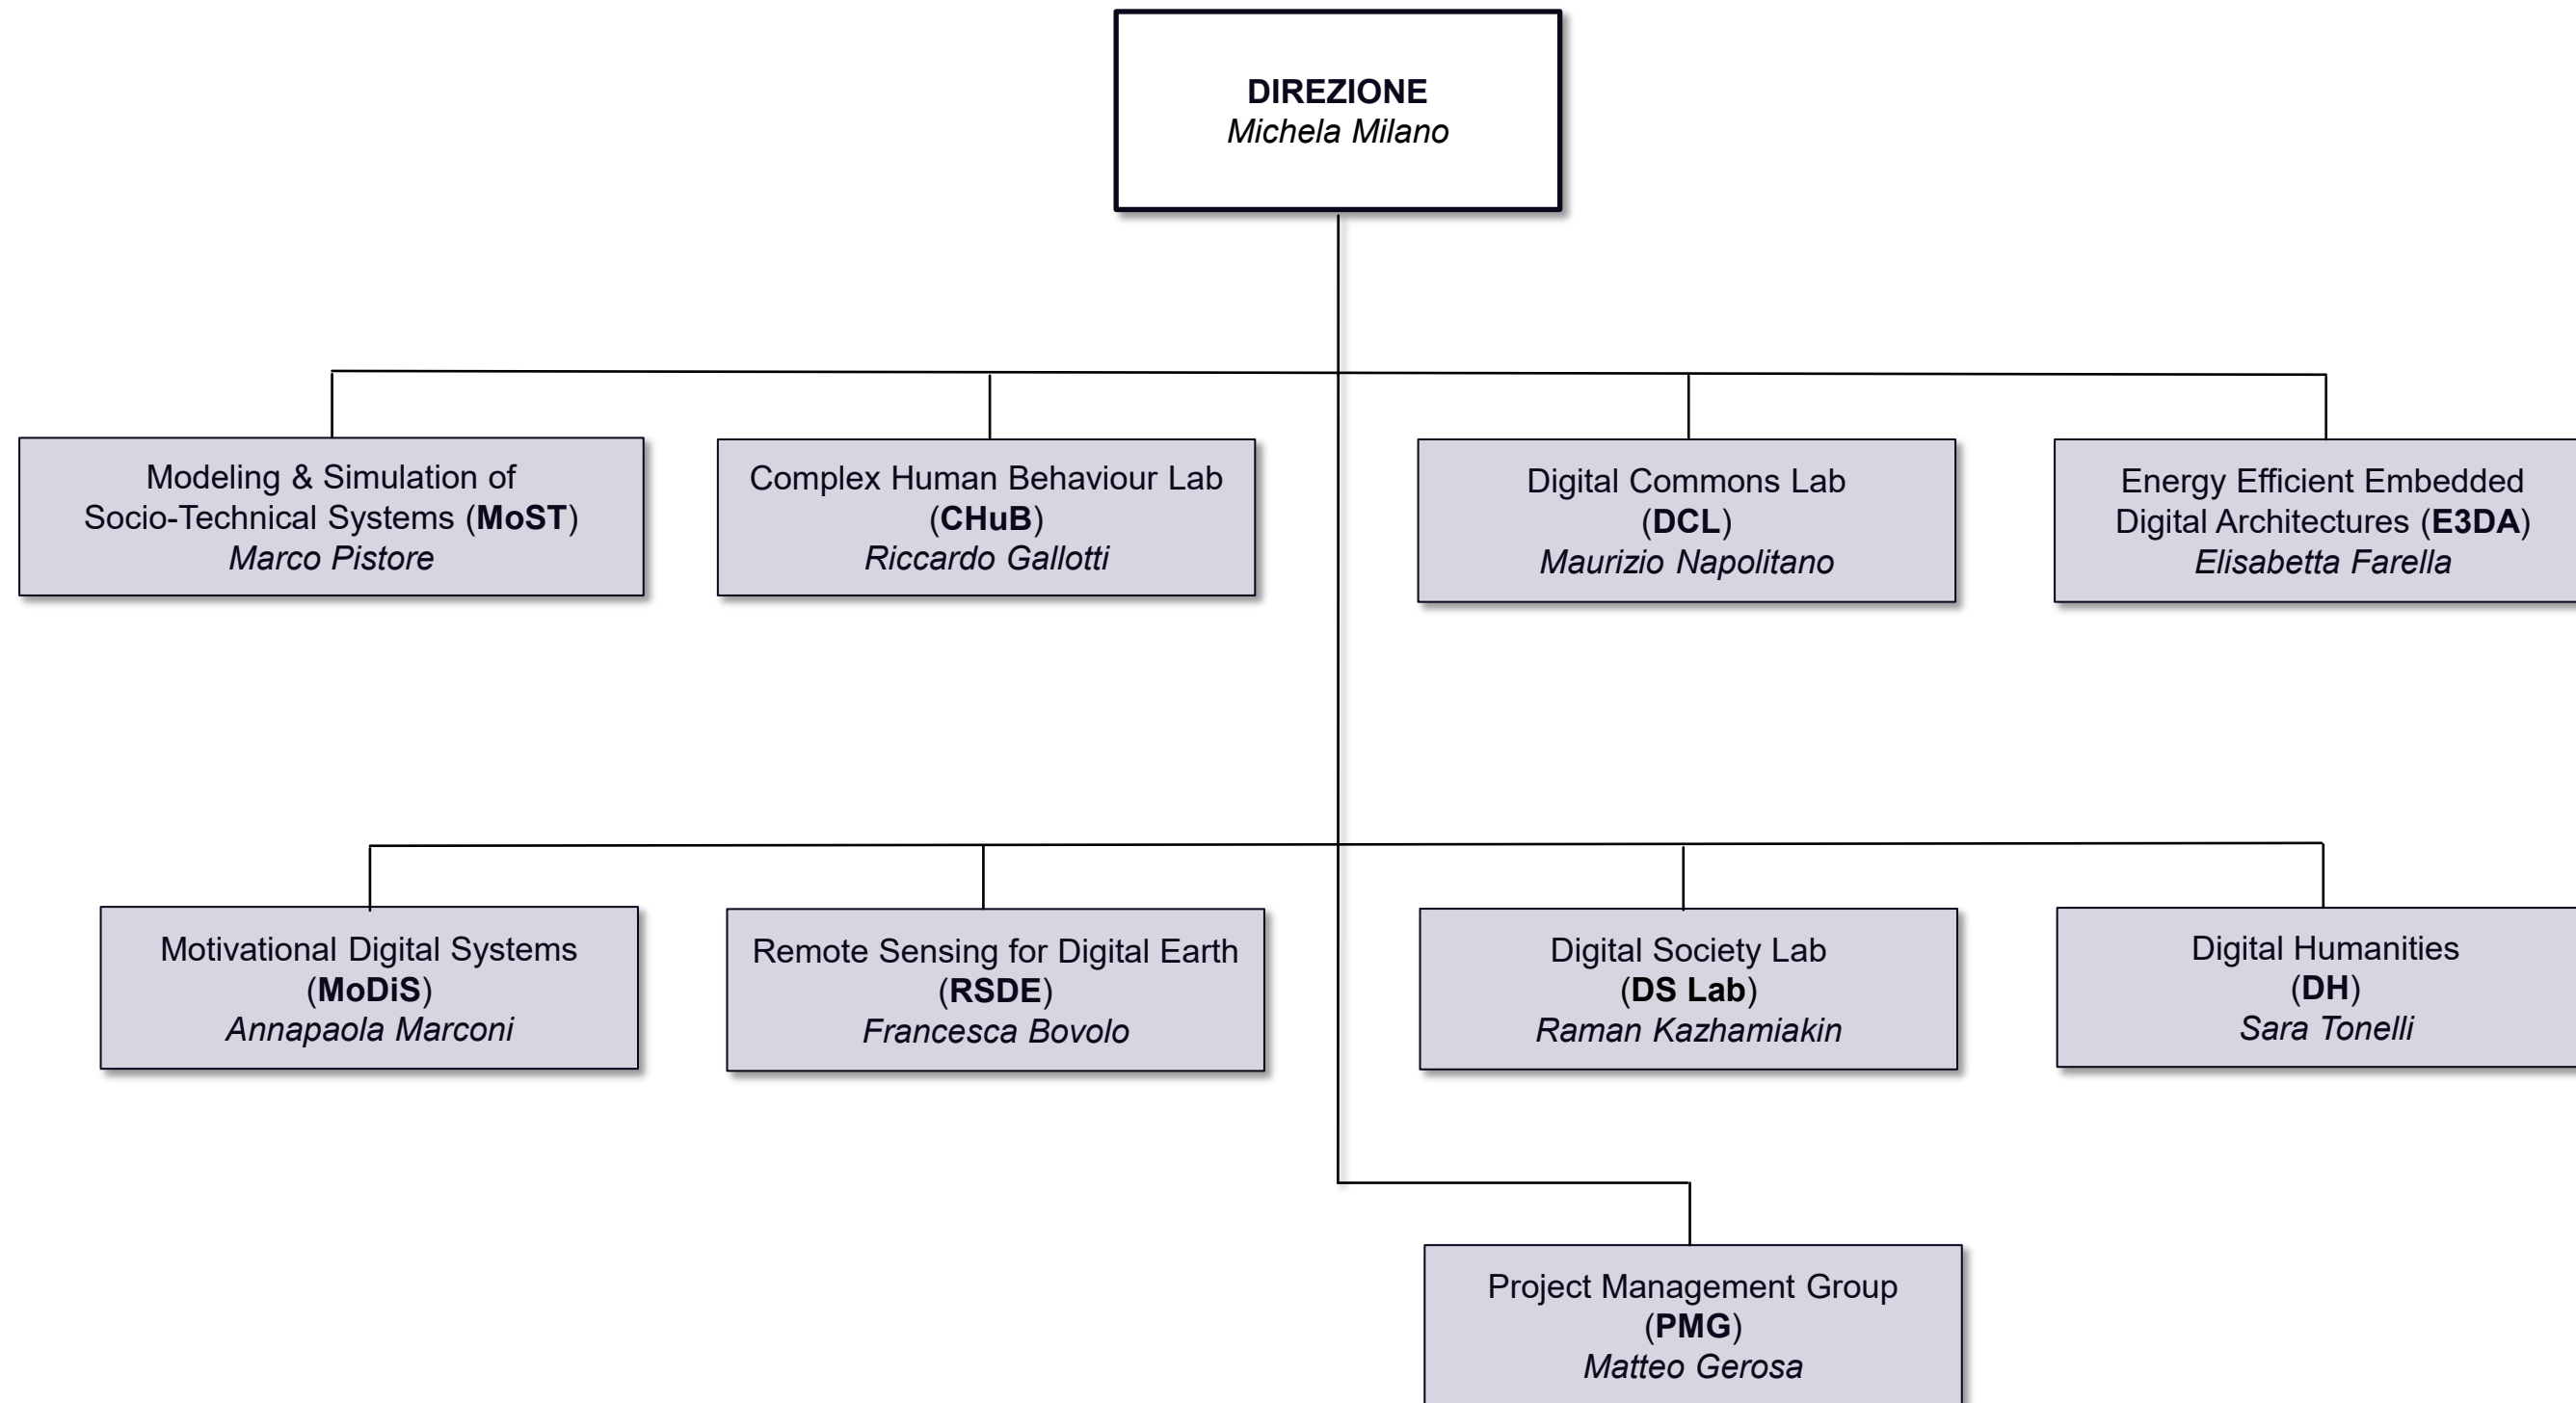 DIREZIONE
Michela Milano
Modeling & Simulation of
Socio-Technical Systems (MoST)
Marco Pistore
Complex Human Behaviour Lab
(CHuB)
Riccardo Gallotti
Digital Commons Lab
(DCL)
Maurizio Napolitano
Energy Efficient Embedded
Digital Architectures (E3DA)
Elisabetta Farella
Motivational Digital Systems
(MoDiS)
Annapaola Marconi
Remote Sensing for Digital Earth
(RSDE)
Francesca Bovolo
Digital Society Lab
(DS Lab)
Raman Kazhamiakin
Digital Humanities
(DH)
Sara Tonelli
Project Management Group
(PMG)
Matteo Gerosa